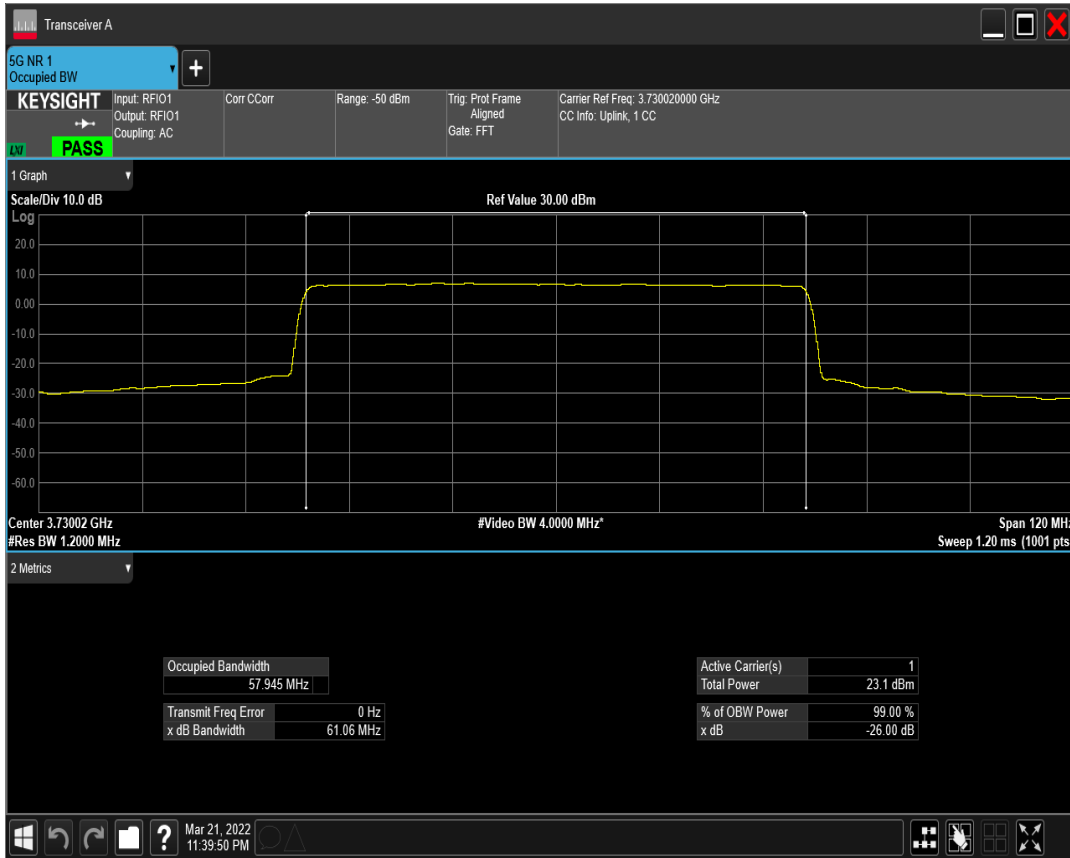 Transceiver A
5G NR 1
Occupied BW
KEYSIGHT
LXI
PASS
Input: RFIO1
Output: RFIO1
Coupling: AC
Corr CCorr
Range: -50 dBm
Trig: Prot Frame
Aligned
Gate: FFT
Carrier Ref Freq: 3.730020000 GHz
CC Info: Uplink, 1 CC
1 Graph
Scale/Div 10.0 dB
Ref Value 30.00 dBm
Log
20.0
10.0
0.00
-10.0
-20.0
-30.0
-40.0
-50.0
-60.0
Center 3.73002 GHz
#Video BW 4.0000 MHz*
Span 120 MHz
#Res BW 1.2000 MHz
Sweep 1.20 ms (1001 pts
2 Metrics
Occupied Bandwidth
57.945 MHz
Transmit Freq Error 0 Hz
x dB Bandwidth 61.06 MHz
Active Carrier(s) 1
Total Power 23.1 dBm
% of OBW Power 99.00 %
x dB -26.00 dB
Mar 21, 2022
11:39:50 PM